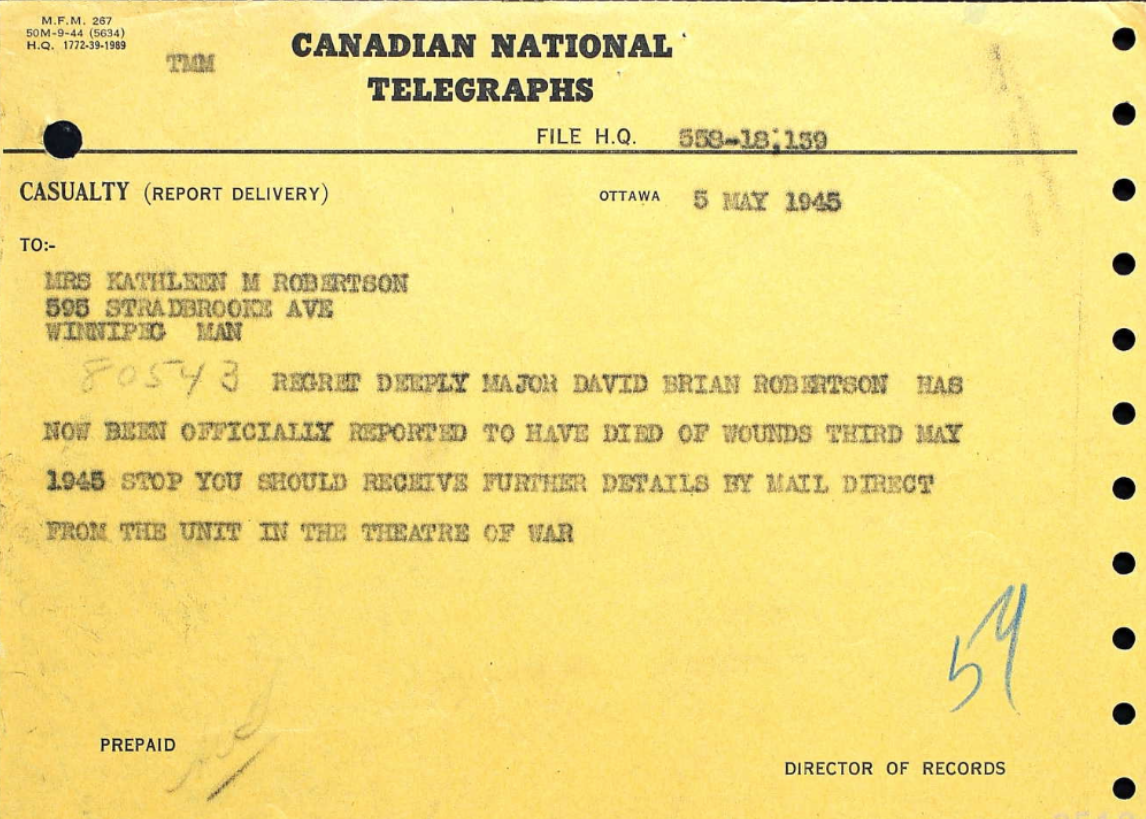 M.F.M. 267
50M-9-44 (5634)
H.Q. 1772-39-1989
TMM
CANADIAN NATIONAL
TELEGRAPHS
FILE H.Q. 558-18,139
CASUALTY (REPORT DELIVERY) OTTAWA 5 MAY 1945
TO:-
MRS KATHLEEN M ROBERTSON
595 STRADBROOKE AVE
WINNIPEG MAN
80543 REGRET DEEPLY MAJOR DAVID BRIAN ROBERTSON HAS
NOW BEEN OFFICIALLY REPORTED TO HAVE DIED OF WOUNDS THIRD MAY
1945 STOP YOU SHOULD RECEIVE FURTHER DETAILS BY MAIL DIRECT
FROM THE UNIT IN THE THEATRE OF WAR
PREPAID
DIRECTOR OF RECORDS